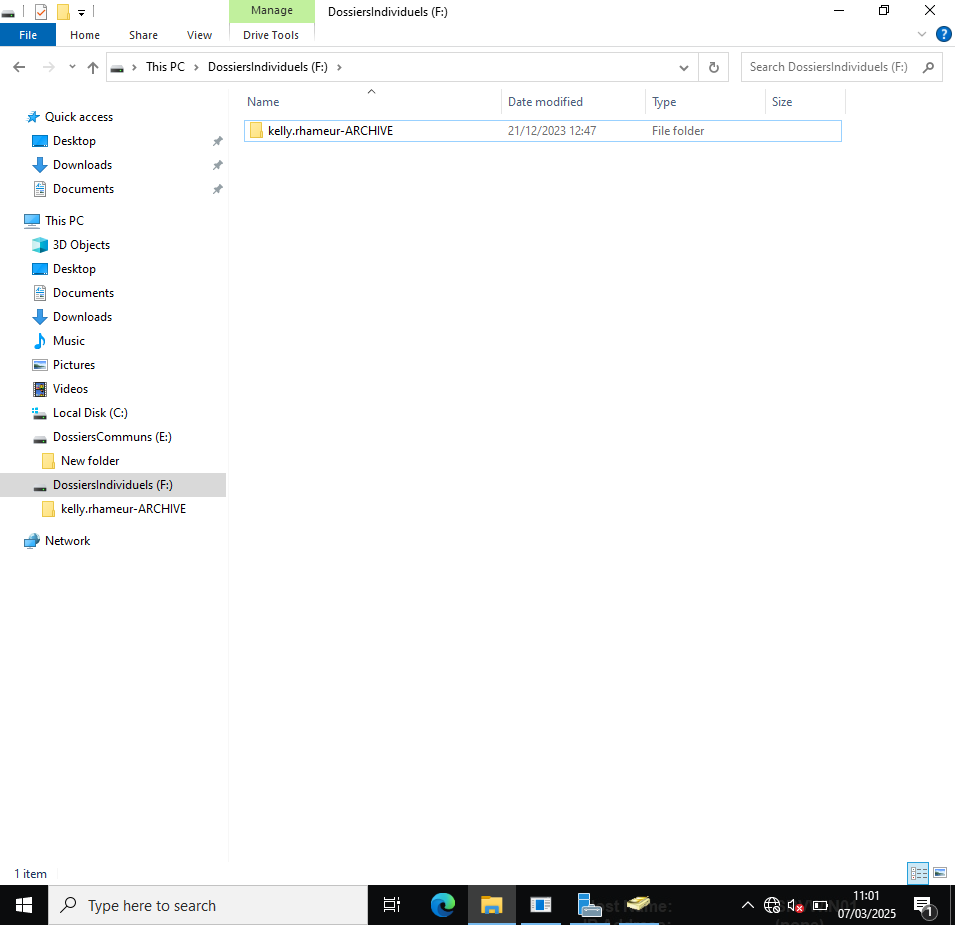 Manage
DossiersIndividuels (F:)
File
Home
Share
View
Drive Tools
This PC
DossiersIndividuels (F:)
Search DossiersIndividuels (F:)
Name
Date modified
Type
Size
kelly.rhameur-ARCHIVE
21/12/2023 12:47
File folder
Quick access
Desktop
Downloads
Documents
This PC
3D Objects
Desktop
Documents
Downloads
Music
Pictures
Videos
Local Disk (C:)
DossiersCommuns (E:)
New folder
DossiersIndividuels (F:)
kelly.rhameur-ARCHIVE
Network
1 item
Type here to search
Name:
11:01
07/03/2025
1